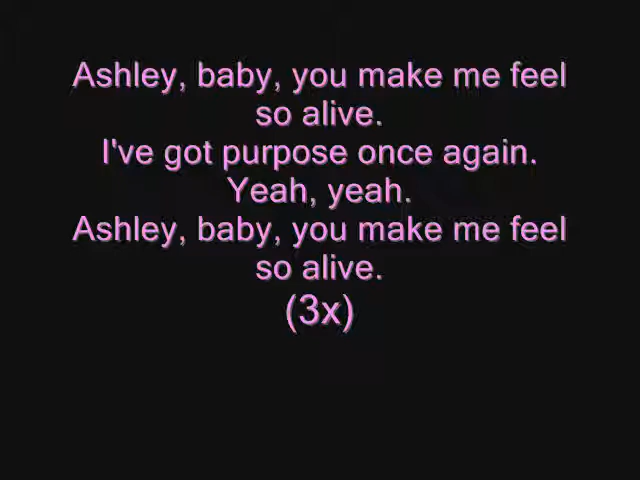 Ashley, baby, you make me feel
so alive.
I've got purpose once again.
Yeah, yeah.
Ashley, baby, you make me feel
so alive.
(3x)